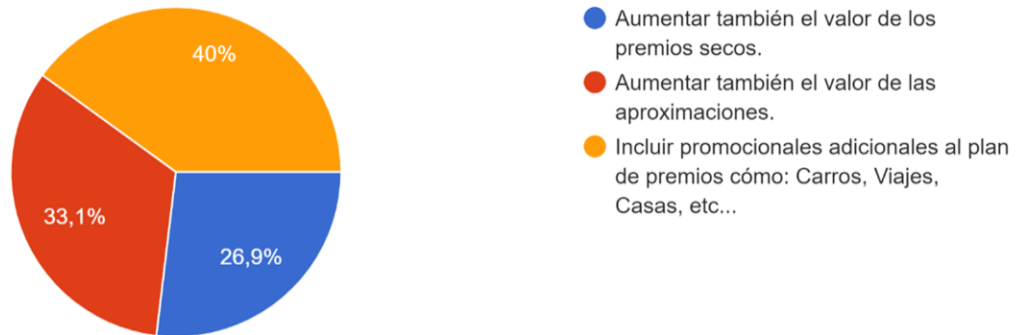 40%
33,1%
26,9%
Aumentar también el valor de los
premios secos.
Aumentar también el valor de las
aproximaciones.
Incluir promocionales adicionales al plan
de premios cómo: Carros, Viajes,
Casas, etc...